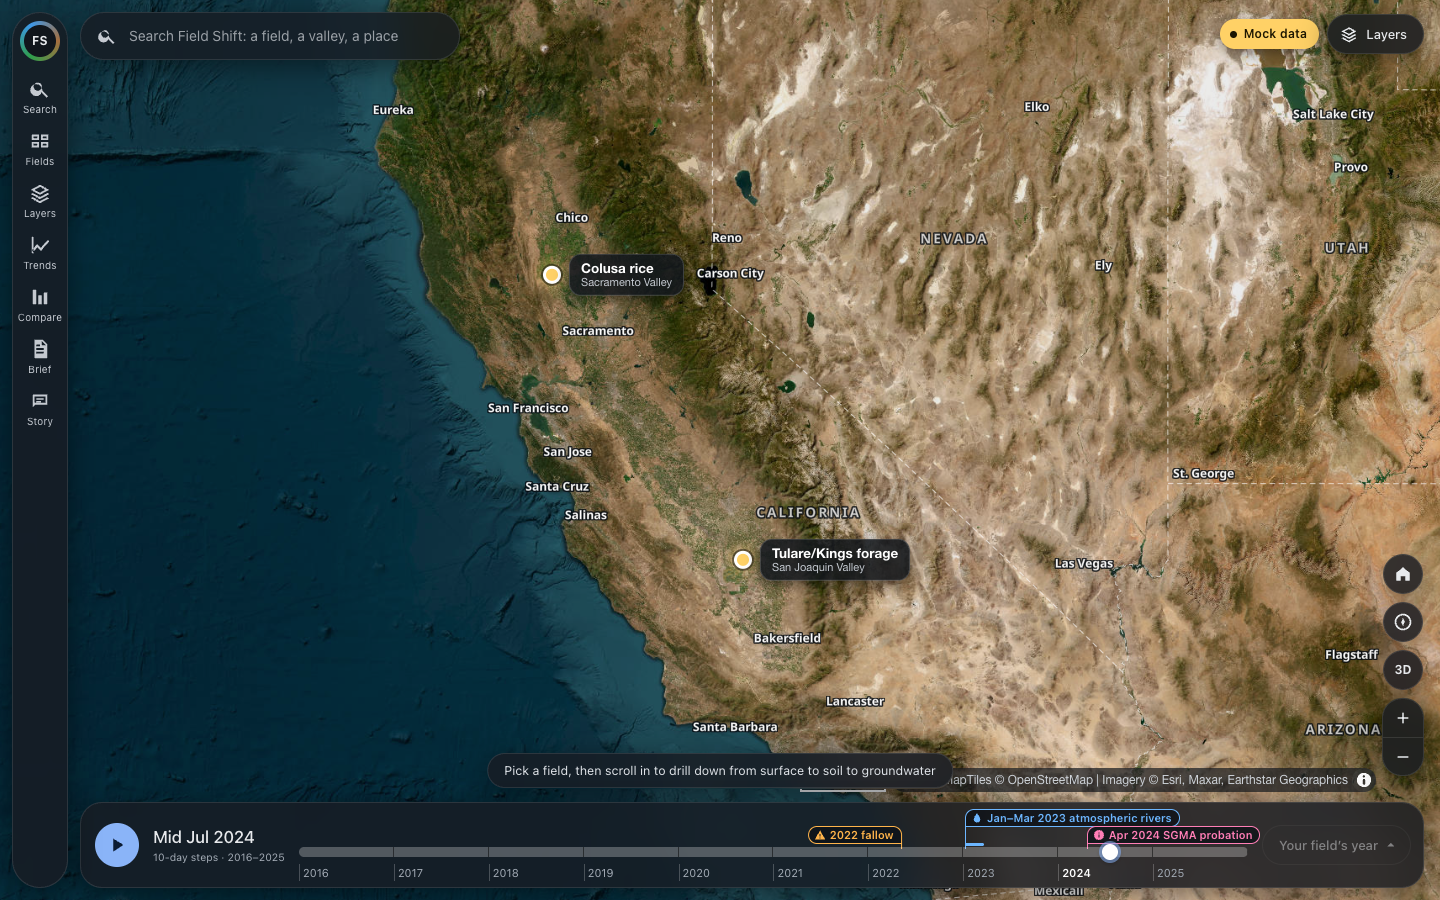 FS
Search Field Shift: a field, a valley, a place
Mock data
Layers
Search
Fields
Layers
Trends
Compare
Brief
Story
Eureka
Elko
Salt Lake City
Provo
Chico
Reno
NEVADA
UTAH
Colusa rice
Sacramento Valley
Carson City
Ely
Sacramento
San Francisco
San Jose
Santa Cruz
Salinas
St. George
CALIFORNIA
Tulare/Kings forage
San Joaquin Valley
Las Vegas
Bakersfield
Flagstaff
3D
Lancaster
Santa Barbara
ARIZONA
Pick a field, then scroll in to drill down from surface to soil to groundwater
© OpenStreetMap | Imagery © Esri, Maxar, Earthstar Geographics
Mid Jul 2024
10-day steps · 2016–2025
2022 fallow
Jan–Mar 2023 atmospheric rivers
Apr 2024 SGMA probation
Your field's year
2016
2017
2018
2019
2020
2021
2022
2023
2024
2025
Mexicali